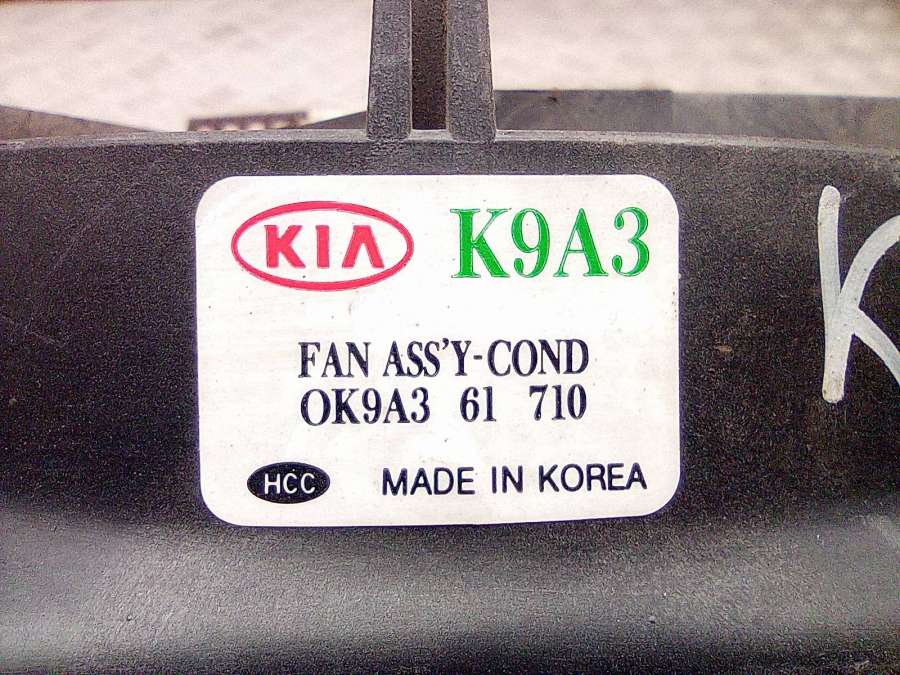 KIA K9A3
FAN ASS'Y-COND
OK9A3 61 710
HCC MADE IN KOREA
K